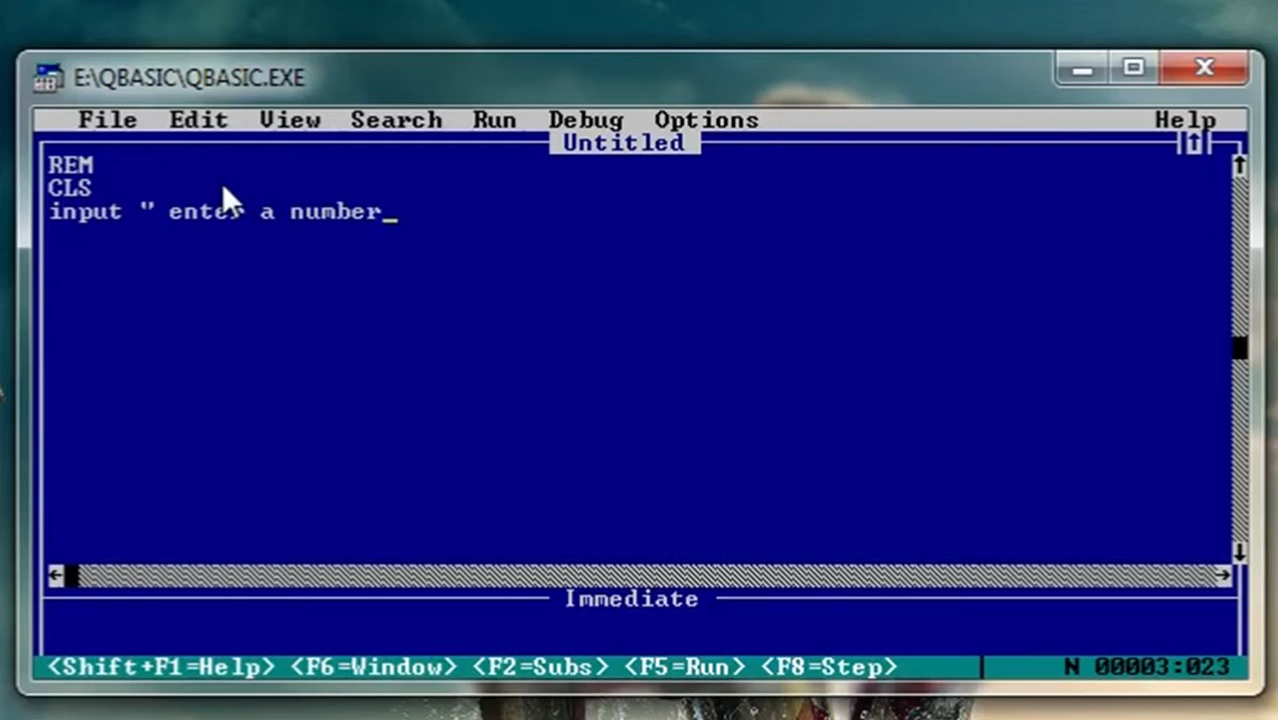 E:\QBASIC\QBASIC.EXE
File Edit View Search Run Debug Options Help
Untitled
REM
CLS
input " enter a number_
Immediate
<Shift+F1=Help> <F6=Window> <F2=Subs> <F5=Run> <F8=Step> N 00003:023